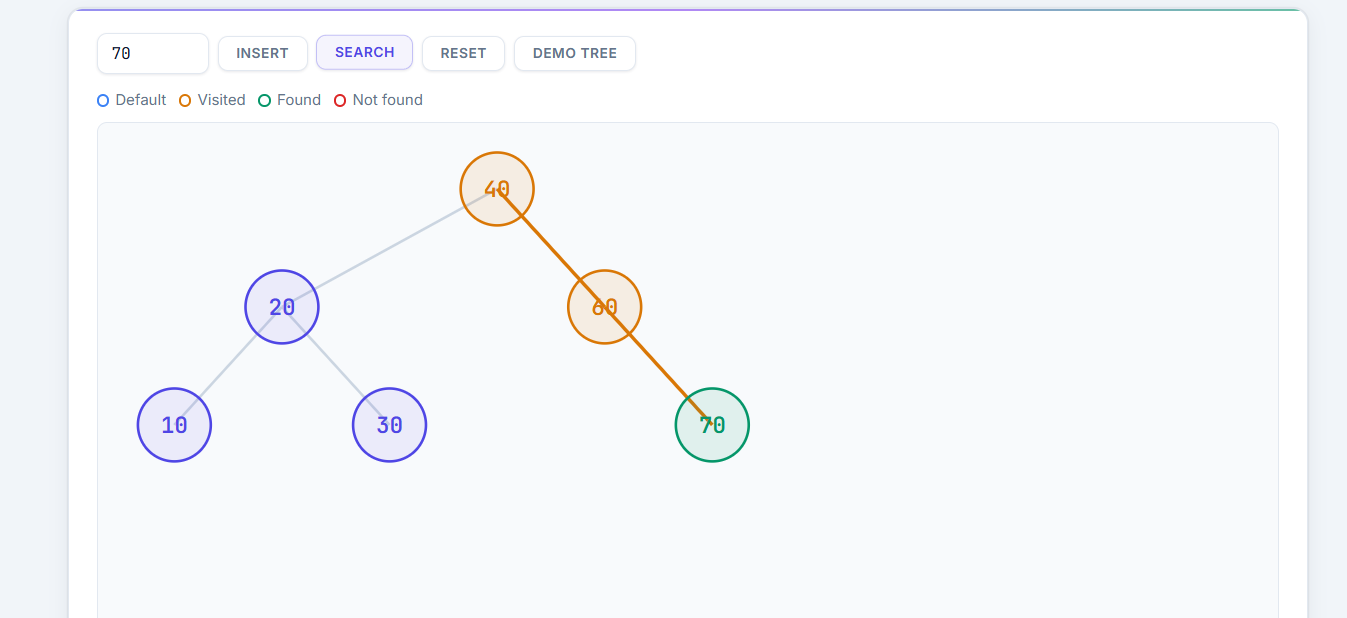 70 INSERT SEARCH RESET DEMO TREE
Default Visited Found Not found
40
20 60
10 30 70